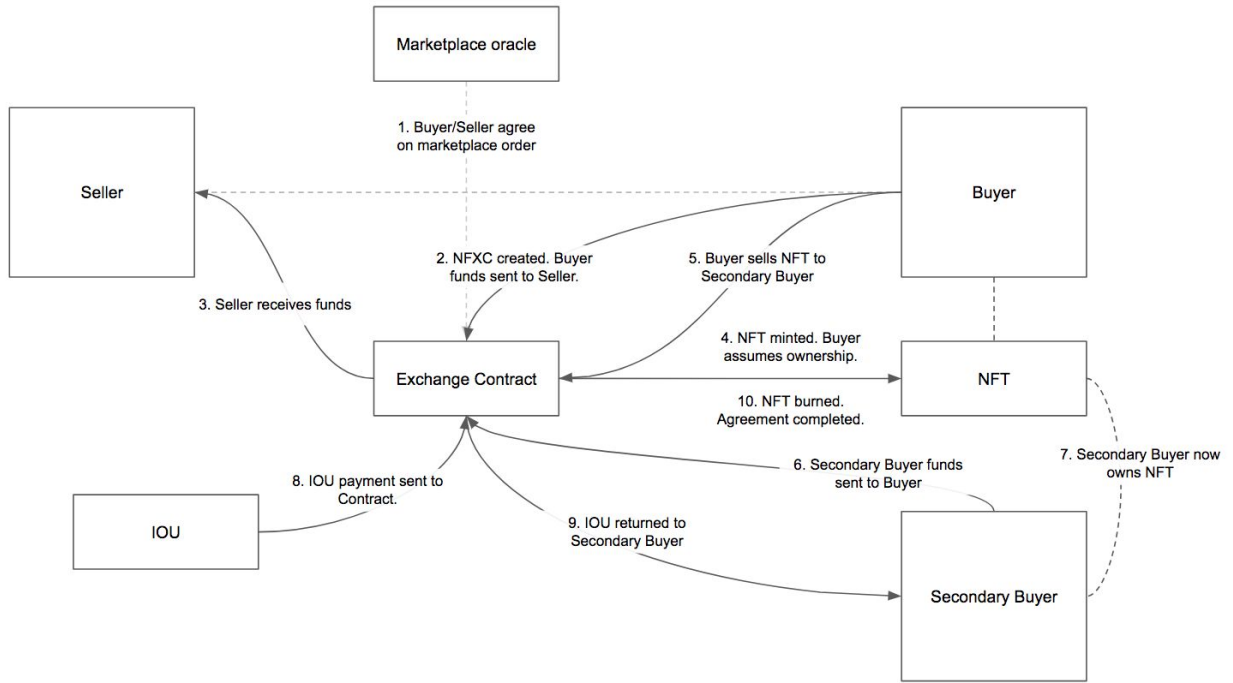 Marketplace oracle
1. Buyer/Seller agree
on marketplace order
Seller
Buyer
2. NFXC created. Buyer
funds sent to Seller.
5. Buyer sells NFT to
Secondary Buyer
3. Seller receives funds
4. NFT minted. Buyer
assumes ownership.
Exchange Contract
NFT
10. NFT burned.
Agreement completed.
6. Secondary Buyer funds
sent to Buyer
7. Secondary Buyer now
owns NFT
8. IOU payment sent to
Contract.
IOU
9. IOU returned to
Secondary Buyer
Secondary Buyer